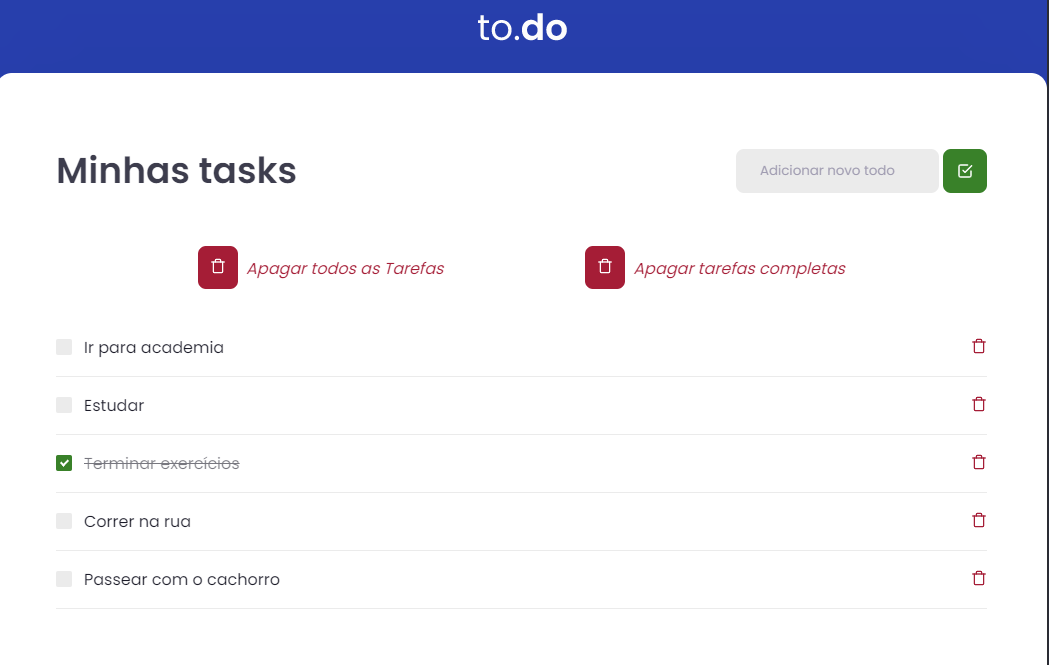 to.do
Minhas tasks
Adicionar novo todo
Apagar todos as Tarefas
Apagar tarefas completas
Ir para academia
Estudar
Terminar exercícios
Correr na rua
Passear com o cachorro